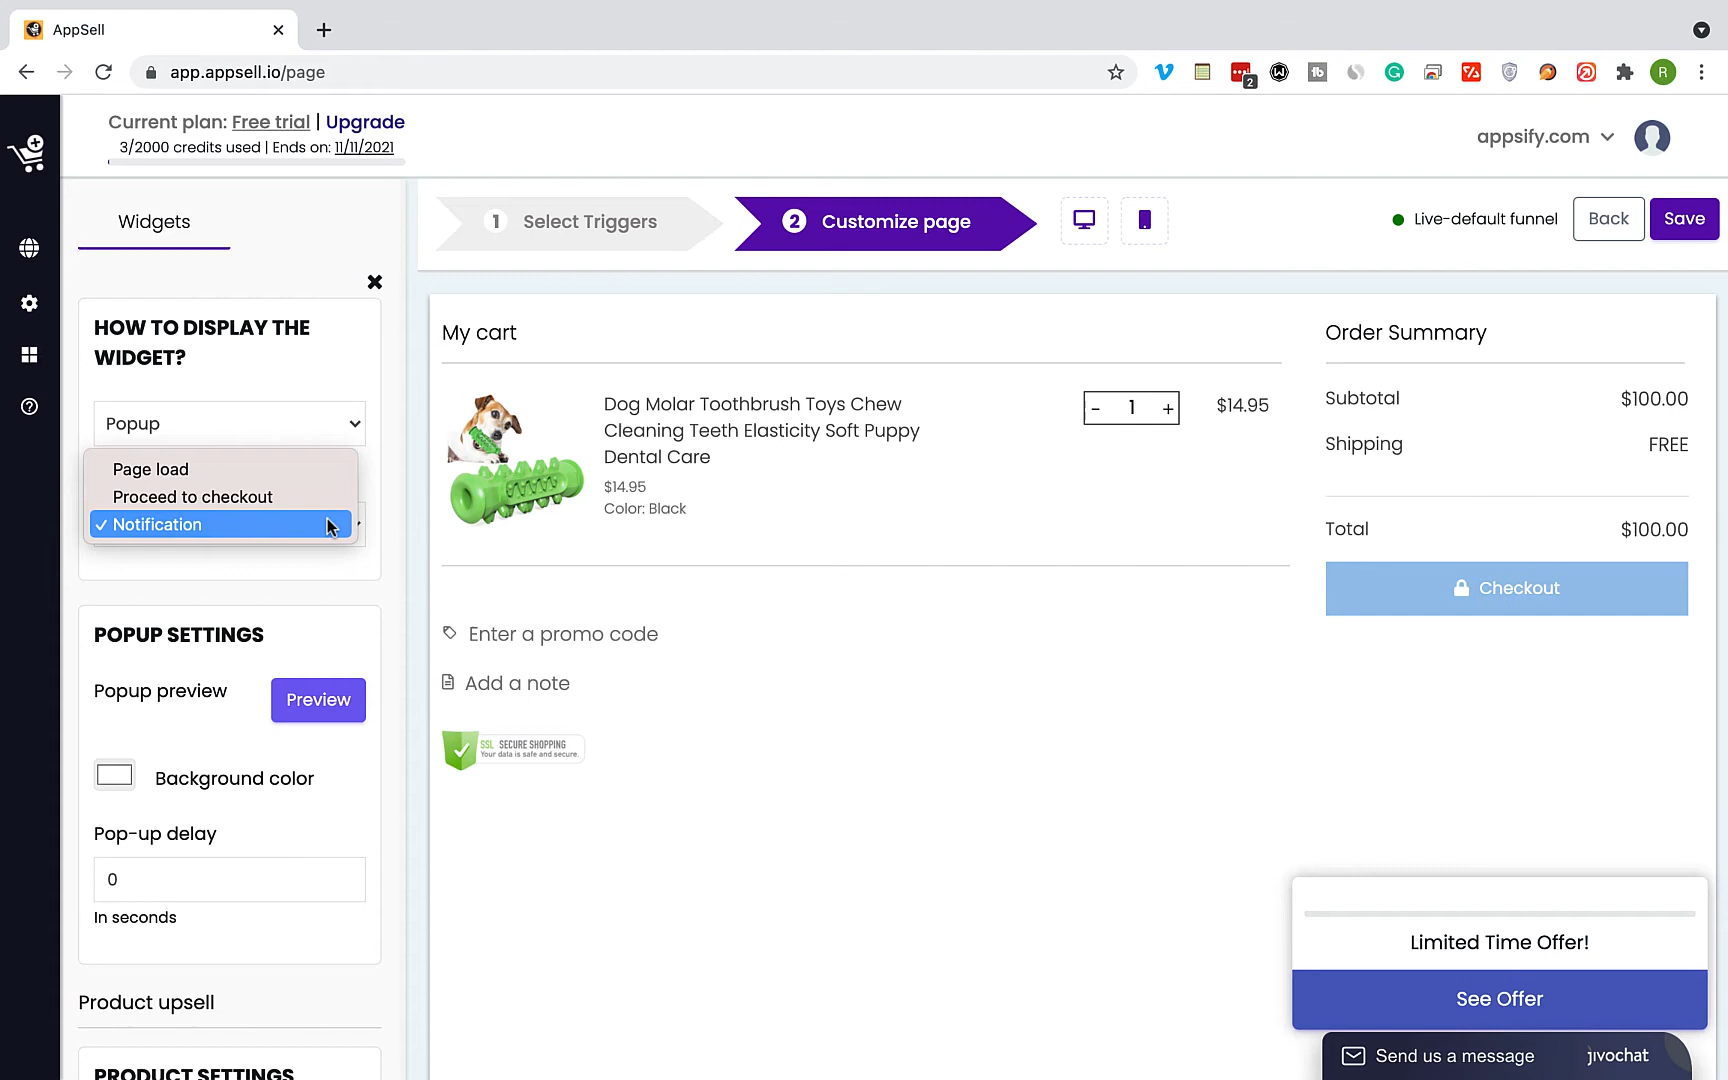 AppSell
app.appsell.io/page
2
R
Current plan: Free trial | Upgrade
3/2000 credits used | Ends on: 11/11/2021
appsify.com
Widgets
1 Select Triggers
2 Customize page
Live-default funnel
Back
Save
HOW TO DISPLAY THE
WIDGET?
Popup
Page load
Proceed to checkout
✓ Notification
POPUP SETTINGS
Popup preview
Preview
Background color
Pop-up delay
0
In seconds
Product upsell
PRODUCT SETTINGS
My cart
Dog Molar Toothbrush Toys Chew
Cleaning Teeth Elasticity Soft Puppy
Dental Care
$14.95
Color: Black
- 1 +
$14.95
Enter a promo code
Add a note
SSL SECURE SHOPPING
Your data is safe and secure.
Order Summary
Subtotal $100.00
Shipping FREE
Total $100.00
Checkout
Limited Time Offer!
See Offer
Send us a message
jivochat